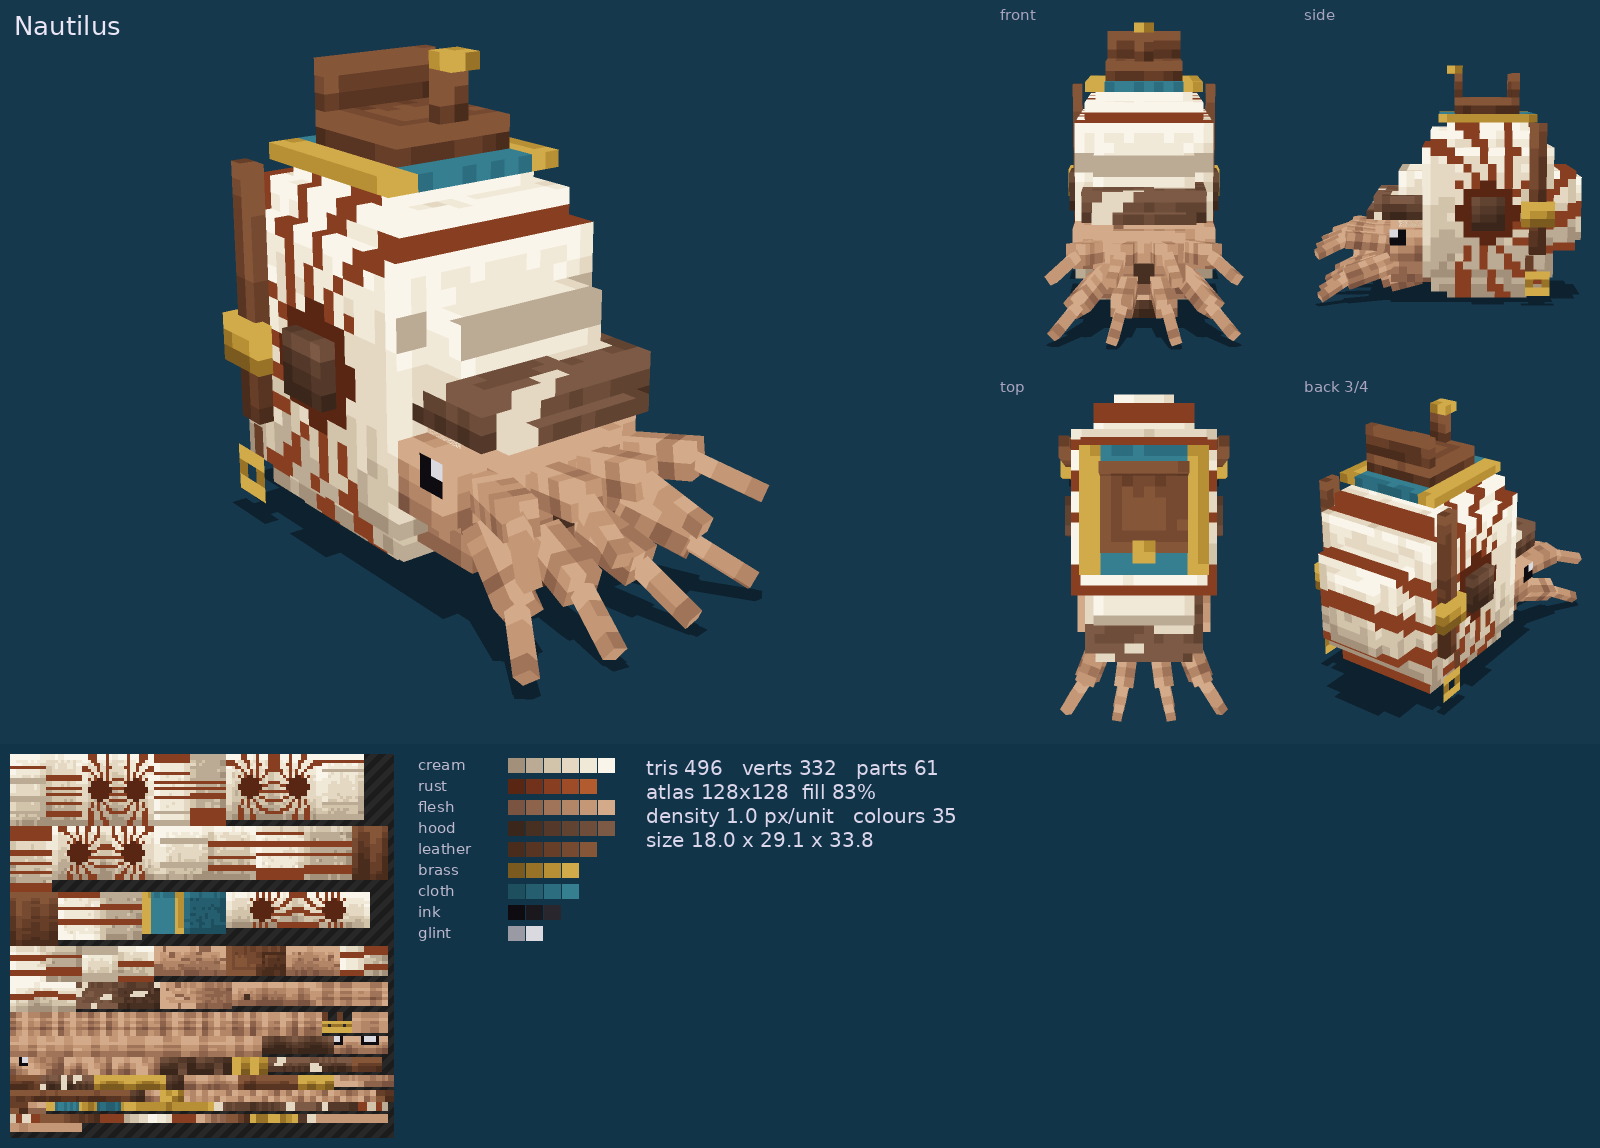 Nautilus
front
side
top
back 3/4
cream
rust
flesh
hood
leather
brass
cloth
ink
glint
tris 496 verts 332 parts 61
atlas 128x128 fill 83%
density 1.0 px/unit colours 35
size 18.0 x 29.1 x 33.8